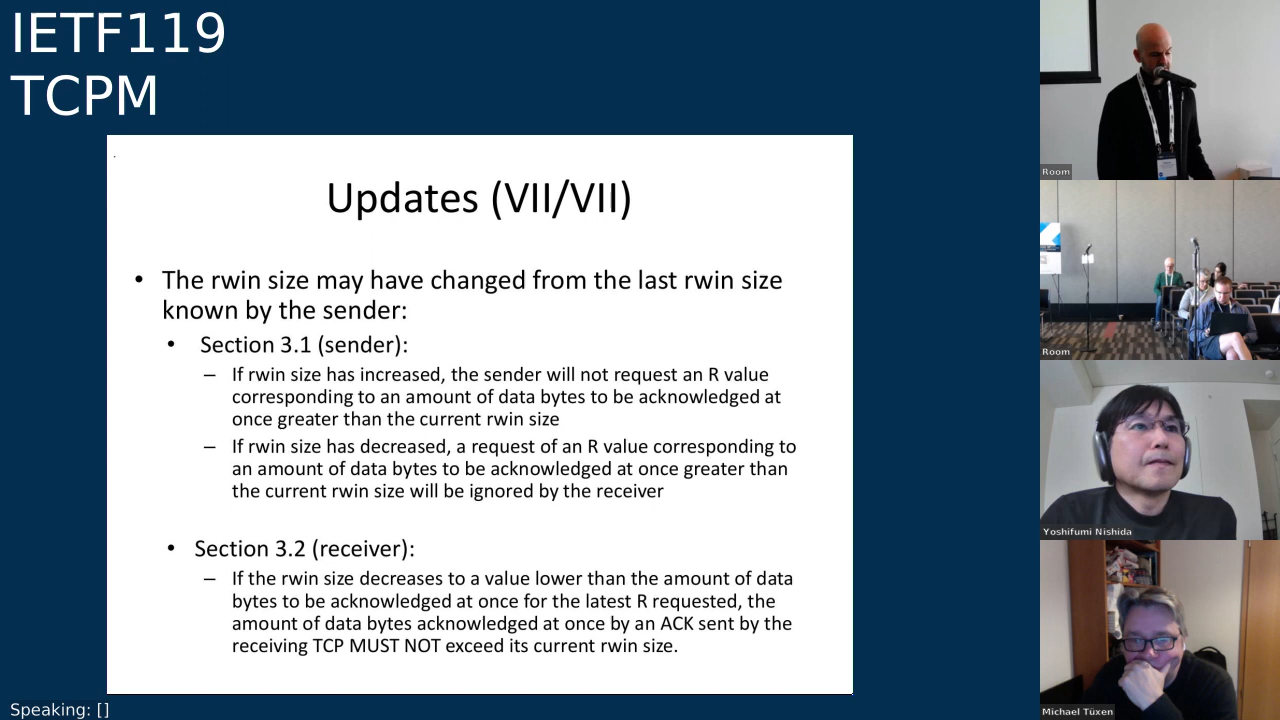 IETF119
TCPM
Updates (VII/VII)
• The rwin size may have changed from the last rwin size
known by the sender:
• Section 3.1 (sender):
– If rwin size has increased, the sender will not request an R value
corresponding to an amount of data bytes to be acknowledged at
once greater than the current rwin size
– If rwin size has decreased, a request of an R value corresponding to
an amount of data bytes to be acknowledged at once greater than
the current rwin size will be ignored by the receiver
• Section 3.2 (receiver):
– If the rwin size decreases to a value lower than the amount of data
bytes to be acknowledged at once for the latest R requested, the
amount of data bytes acknowledged at once by an ACK sent by the
receiving TCP MUST NOT exceed its current rwin size.
Speaking: []
Room
Room
Yoshifumi Nishida
Michael Tüxen